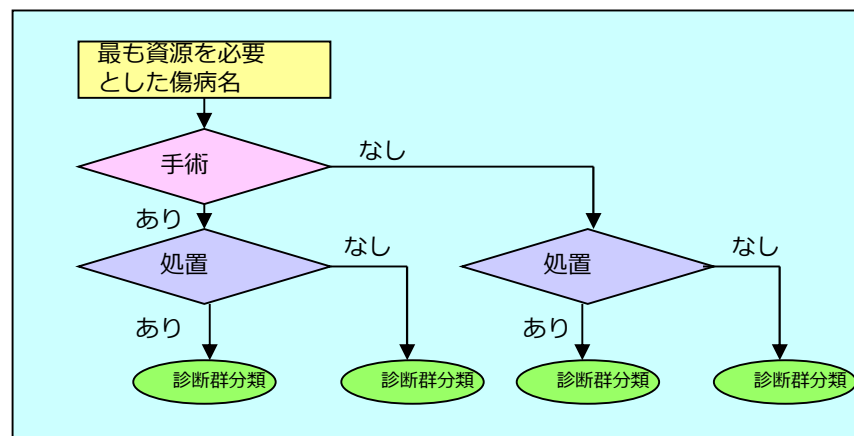 最も資源を必要
とした傷病名
手術
なし
あり
処置
なし
処置
なし
あり
あり
診断群分類
診断群分類
診断群分類
診断群分類